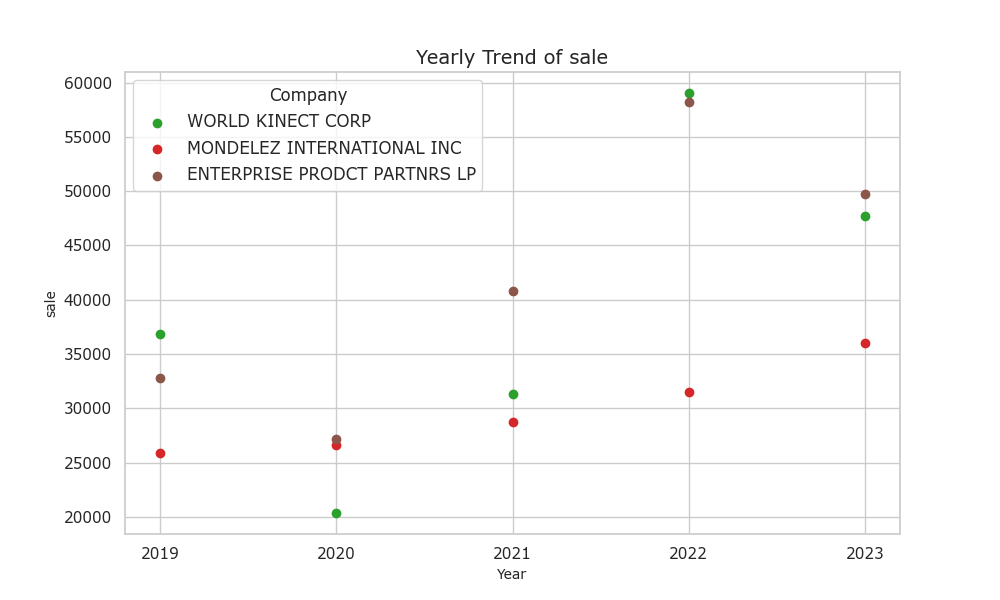 Yearly Trend of sale
Company
WORLD KINECT CORP
MONDELEZ INTERNATIONAL INC
ENTERPRISE PRODCT PARTNRS LP
60000
55000
50000
45000
40000
35000
30000
25000
20000
sale
2019 2020 2021 2022 2023
Year